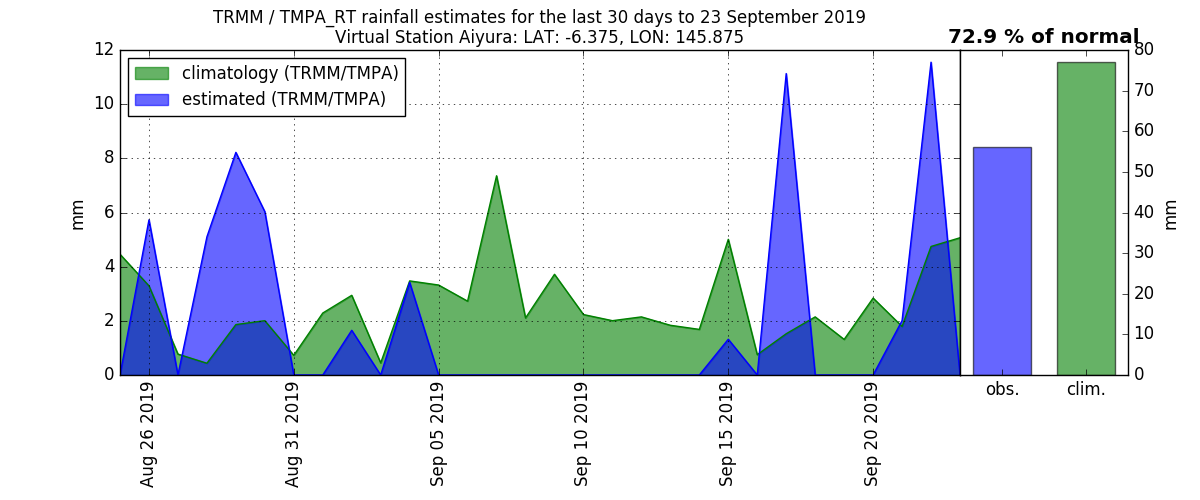 TRMM / TMPA_RT rainfall estimates for the last 30 days to 23 September 2019
Virtual Station Aiyura: LAT: -6.375, LON: 145.875
72.9 % of normal
climatology (TRMM/TMPA)
estimated (TRMM/TMPA)
mm
12
10
8
6
4
2
0
Aug 26 2019
Aug 31 2019
Sep 05 2019
Sep 10 2019
Sep 15 2019
Sep 20 2019
80
70
60
50
40
30
20
10
0
mm
obs.
clim.